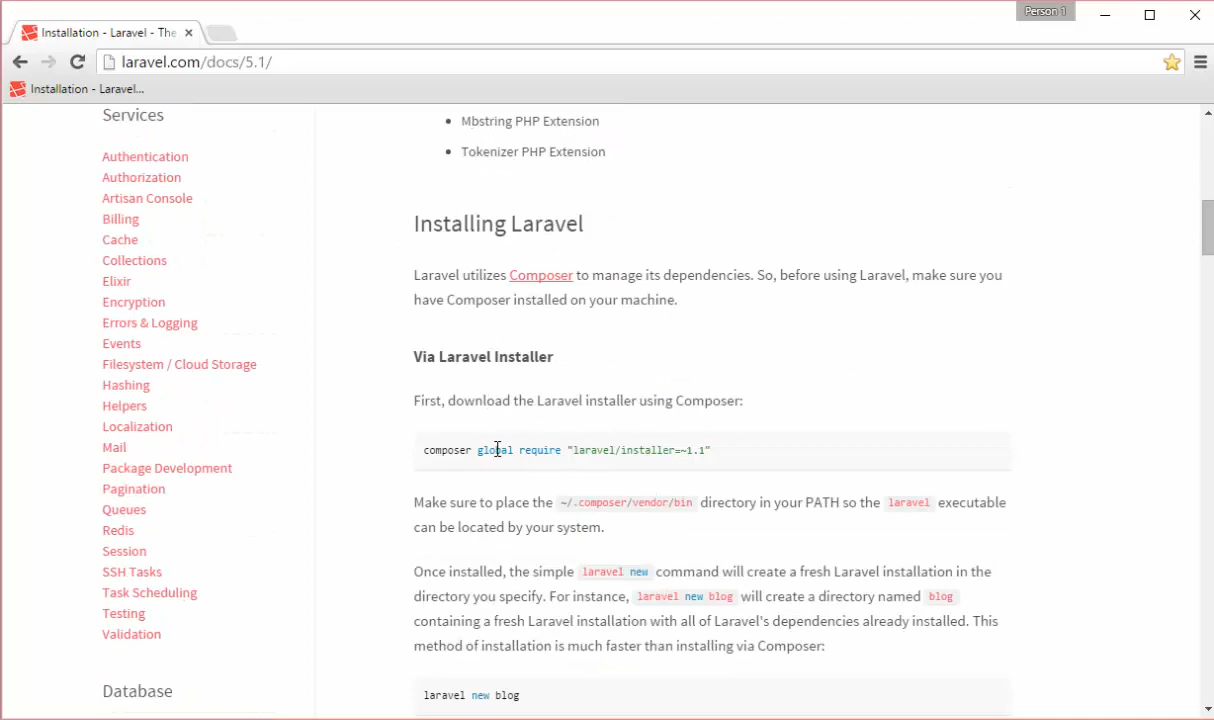 Person 1
Installation - Laravel - The
laravel.com/docs/5.1/
Installation - Laravel...
Services
Authentication
Authorization
Artisan Console
Billing
Cache
Collections
Elixir
Encryption
Errors & Logging
Events
Filesystem / Cloud Storage
Hashing
Helpers
Localization
Mail
Package Development
Pagination
Queues
Redis
Session
SSH Tasks
Task Scheduling
Testing
Validation
Database
Mbstring PHP Extension
Tokenizer PHP Extension
Installing Laravel
Laravel utilizes Composer to manage its dependencies. So, before using Laravel, make sure you
have Composer installed on your machine.
Via Laravel Installer
First, download the Laravel installer using Composer:
composer global require "laravel/installer=~1.1"
Make sure to place the ~/.composer/vendor/bin directory in your PATH so the laravel executable
can be located by your system.
Once installed, the simple laravel new command will create a fresh Laravel installation in the
directory you specify. For instance, laravel new blog will create a directory named blog
containing a fresh Laravel installation with all of Laravel's dependencies already installed. This
method of installation is much faster than installing via Composer:
laravel new blog